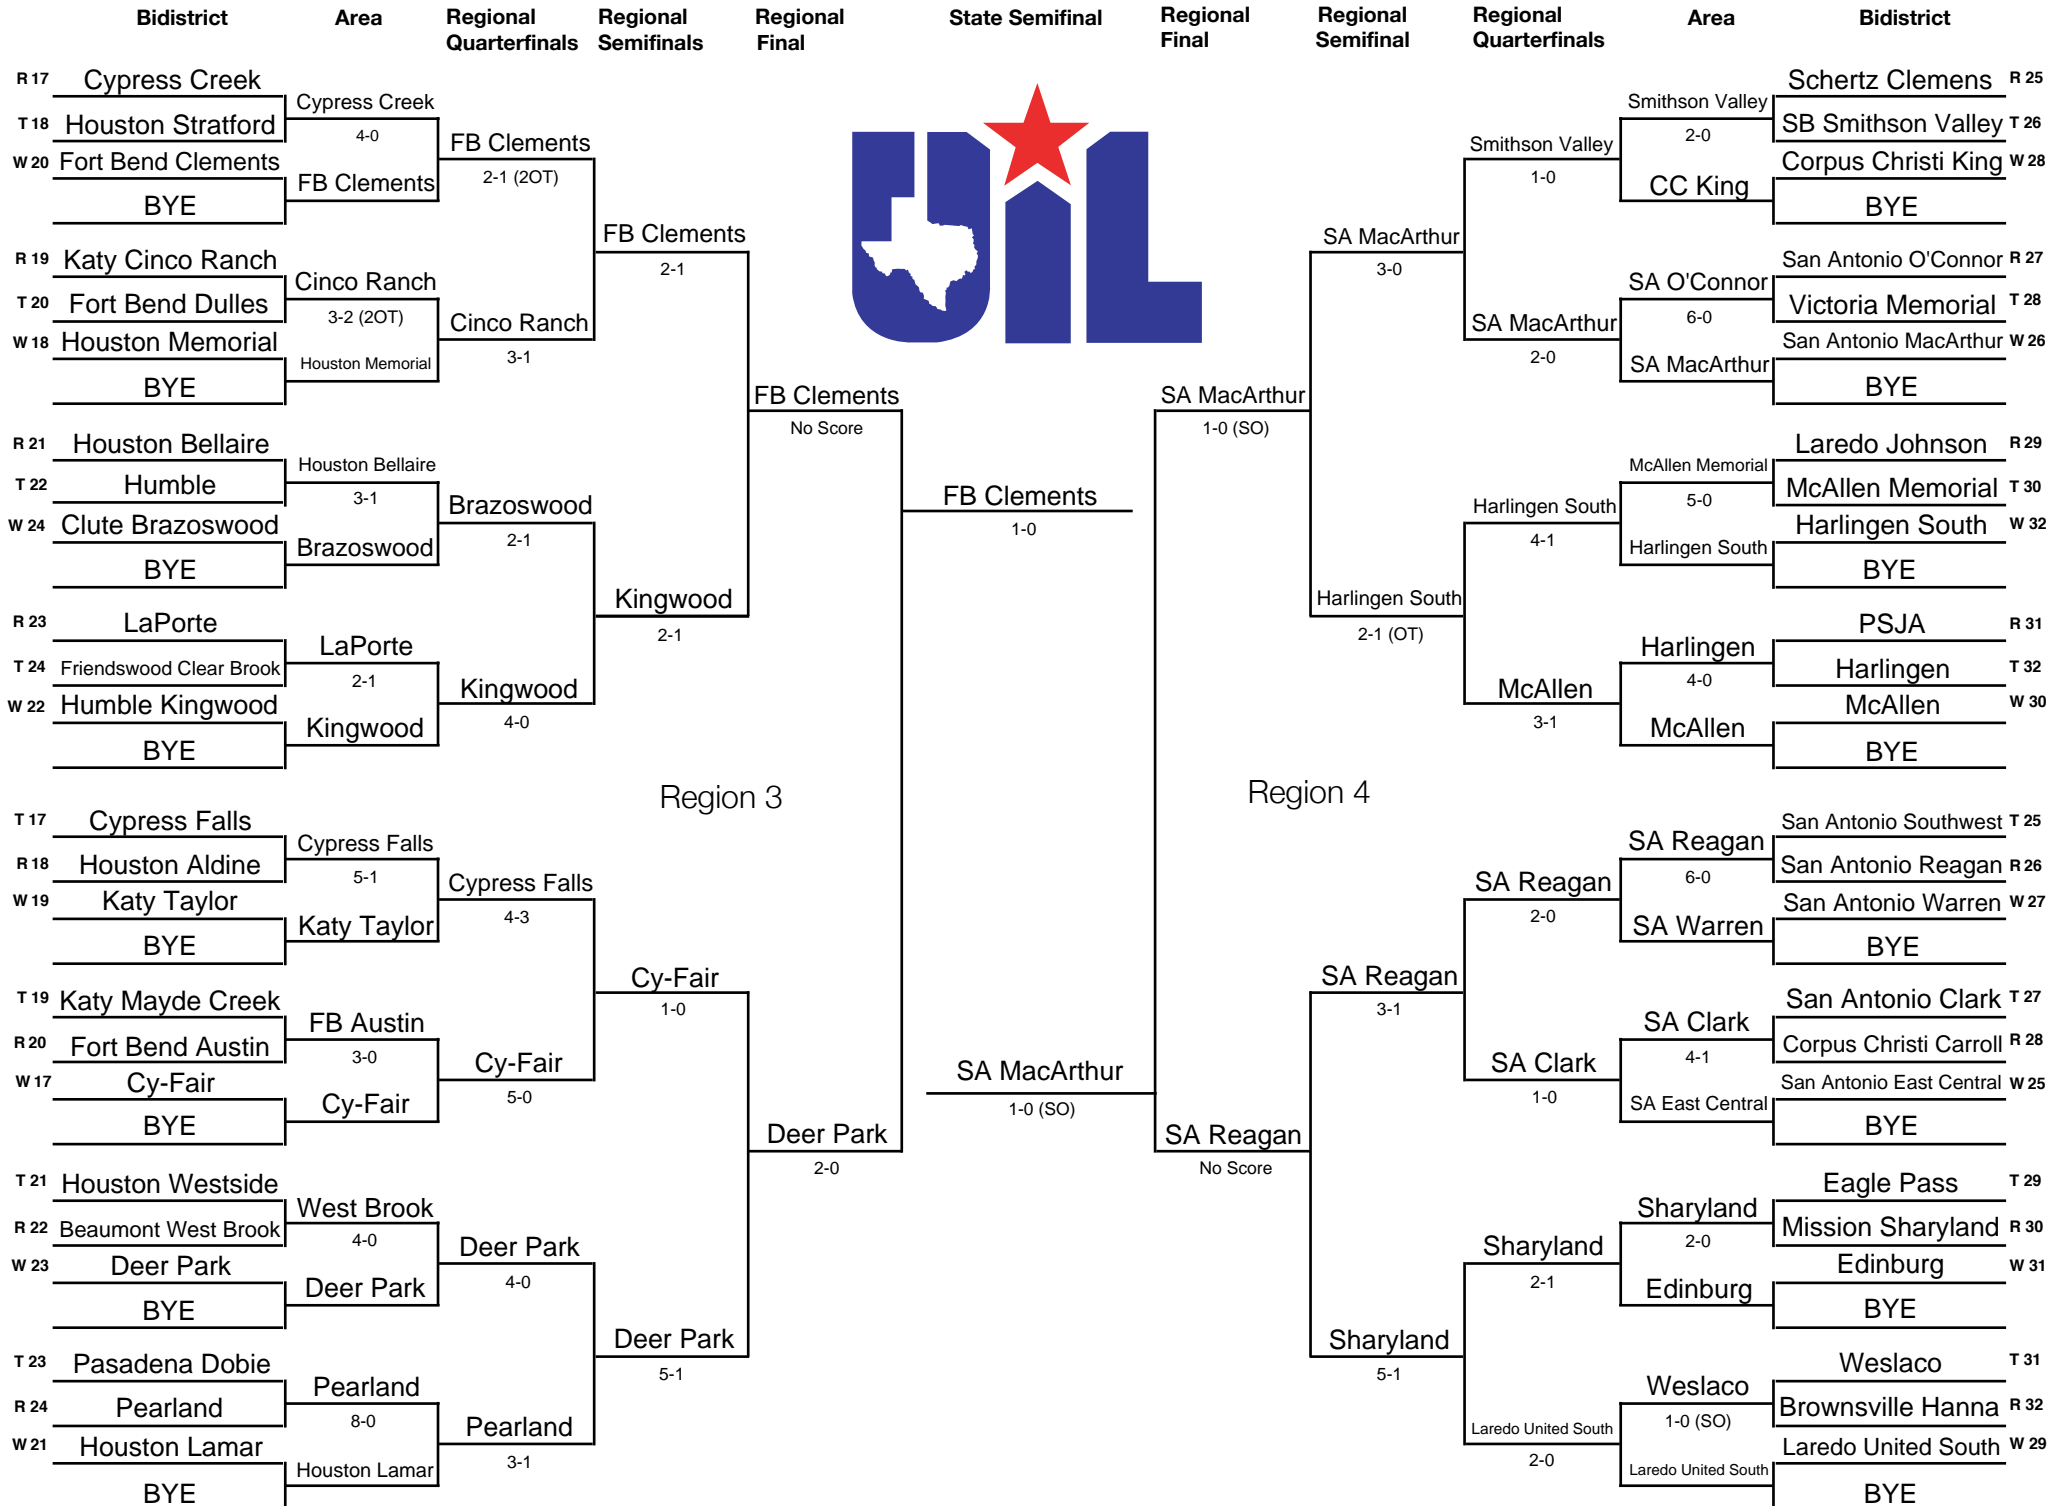 Bidistrict
Area
Regional
Quarterfinals
Regional
Semifinals
Regional
Final
State Semifinal
Regional
Final
Regional
Semifinal
Regional
Quarterfinals
Area
Bidistrict
R 17 Cypress Creek
T 18 Houston Stratford
W 20 Fort Bend Clements
BYE
R 19 Katy Cinco Ranch
T 20 Fort Bend Dulles
W 18 Houston Memorial
BYE
R 21 Houston Bellaire
T 22 Humble
W 24 Clute Brazoswood
BYE
R 23 LaPorte
T 24 Friendswood Clear Brook
W 22 Humble Kingwood
BYE
T 17 Cypress Falls
R 18 Houston Aldine
W 19 Katy Taylor
BYE
T 19 Katy Mayde Creek
R 20 Fort Bend Austin
W 17 Cy-Fair
BYE
T 21 Houston Westside
R 22 Beaumont West Brook
W 23 Deer Park
BYE
T 23 Pasadena Dobie
R 24 Pearland
W 21 Houston Lamar
BYE
Cypress Creek
4-0
FB Clements
Cinco Ranch
3-2 (2OT)
Houston Memorial
Houston Bellaire
3-1
Brazoswood
LaPorte
2-1
Kingwood
Cypress Falls
5-1
Katy Taylor
FB Austin
3-0
Cy-Fair
West Brook
4-0
Deer Park
Pearland
8-0
Houston Lamar
FB Clements
2-1 (2OT)
Cinco Ranch
3-1
Brazoswood
2-1
Kingwood
4-0
Cypress Falls
4-3
Cy-Fair
5-0
Deer Park
4-0
Pearland
3-1
FB Clements
2-1
Kingwood
2-1
Cy-Fair
1-0
Deer Park
5-1
Region 3
FB Clements
No Score
Deer Park
2-0
UIL
FB Clements
1-0
SA MacArthur
1-0 (SO)
SA MacArthur
1-0 (SO)
SA Reagan
No Score
Region 4
SA MacArthur
3-0
Harlingen South
2-1 (OT)
SA Reagan
3-1
Sharyland
5-1
Smithson Valley
1-0
SA MacArthur
2-0
Harlingen South
4-1
McAllen
3-1
SA Reagan
2-0
SA Clark
1-0
Sharyland
2-1
Laredo United South
2-0
Smithson Valley
2-0
CC King
SA O'Connor
6-0
SA MacArthur
McAllen Memorial
5-0
Harlingen South
Harlingen
4-0
McAllen
SA Reagan
6-0
SA Warren
SA Clark
4-1
SA East Central
Sharyland
2-0
Edinburg
Weslaco
1-0 (SO)
Laredo United South
Schertz Clemens R 25
SB Smithson Valley T 26
Corpus Christi King W 28
BYE
San Antonio O'Connor R 27
Victoria Memorial T 28
San Antonio MacArthur W 26
BYE
Laredo Johnson R 29
McAllen Memorial T 30
Harlingen South W 32
BYE
PSJA R 31
Harlingen T 32
McAllen W 30
BYE
San Antonio Southwest T 25
San Antonio Reagan R 26
San Antonio Warren W 27
BYE
San Antonio Clark T 27
Corpus Christi Carroll R 28
San Antonio East Central W 25
BYE
Eagle Pass T 29
Mission Sharyland R 30
Edinburg W 31
BYE
Weslaco T 31
Brownsville Hanna R 32
Laredo United South W 29
BYE